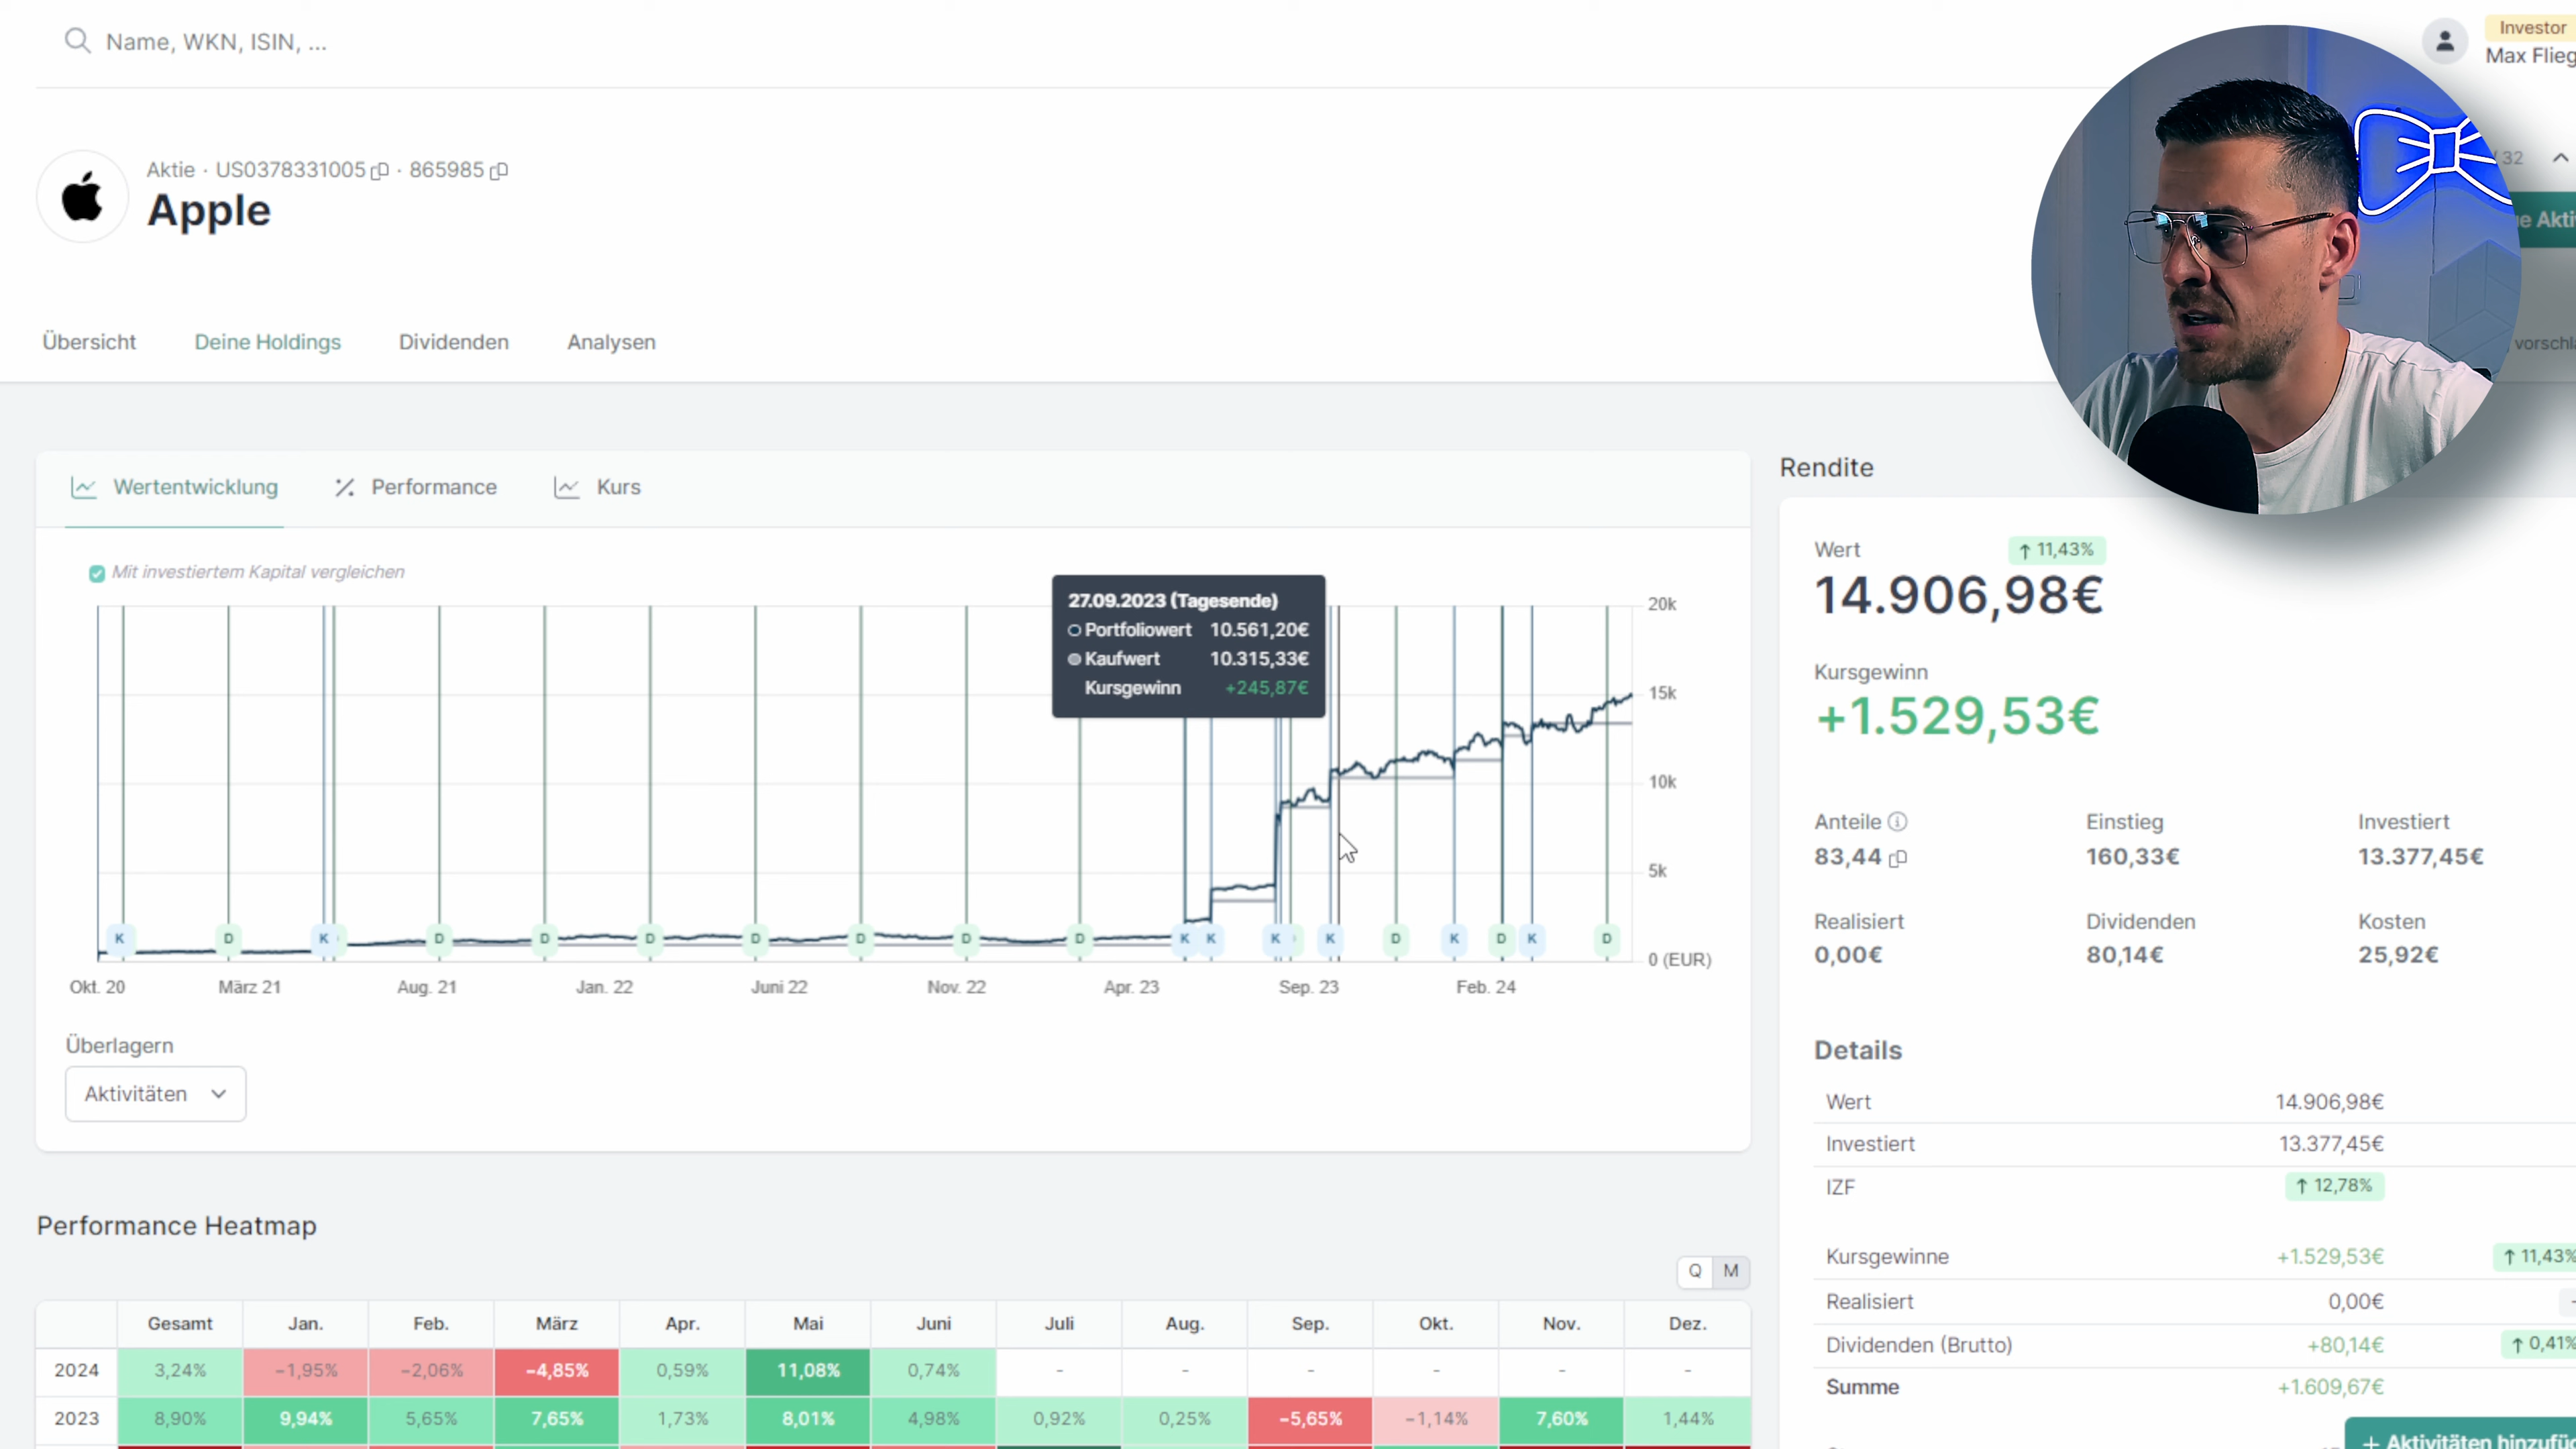 Name, WKN, ISIN, ...
Investor
Max Flieg
Aktie · US0378331005 · 865985
Apple
32
e Akti
vorschl
Übersicht
Deine Holdings
Dividenden
Analysen
Wertentwicklung
Performance
Kurs
Mit investiertem Kapital vergleichen
27.09.2023 (Tagesende)
Portfoliowert 10.561,20€
Kaufwert 10.315,33€
Kursgewinn +245,87€
20k
15k
10k
5k
0 (EUR)
K D K D D D D D D D K K K K D K D K D
Okt. 20 März 21 Aug. 21 Jan. 22 Juni 22 Nov. 22 Apr. 23 Sep. 23 Feb. 24
Überlagern
Aktivitäten
Rendite
Wert ↑ 11,43%
14.906,98€
Kursgewinn
+1.529,53€
Anteile Einstieg Investiert
83,44 160,33€ 13.377,45€
Realisiert Dividenden Kosten
0,00€ 80,14€ 25,92€
Details
Wert 14.906,98€
Investiert 13.377,45€
IZF ↑ 12,78%
Kursgewinne +1.529,53€ ↑ 11,43%
Realisiert 0,00€ -
Dividenden (Brutto) +80,14€ ↑ 0,41%
Summe +1.609,67€
+ Aktivitäten hinzufü
Performance Heatmap
Q M
Gesamt Jan. Feb. März Apr. Mai Juni Juli Aug. Sep. Okt. Nov. Dez.
2024 3,24% −1,95% −2,06% −4,85% 0,59% 11,08% 0,74% - - - - - -
2023 8,90% 9,94% 5,65% 7,65% 1,73% 8,01% 4,98% 0,92% 0,25% −5,65% −1,14% 7,60% 1,44%